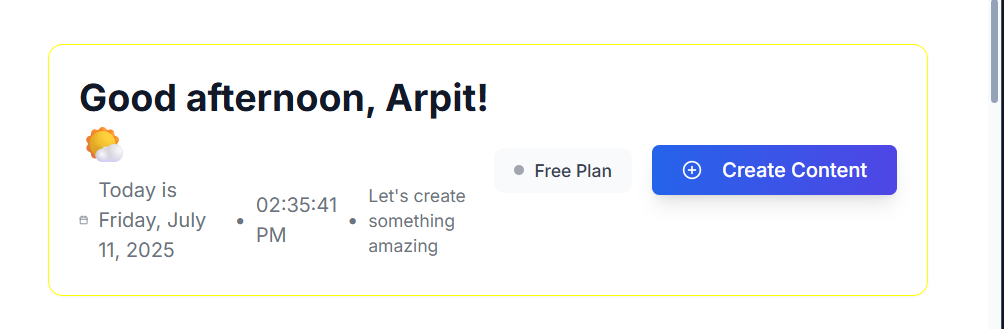 Good afternoon, Arpit!
Today is
Friday, July
11, 2025
02:35:41
PM
Let's create
something
amazing
Free Plan
Create Content